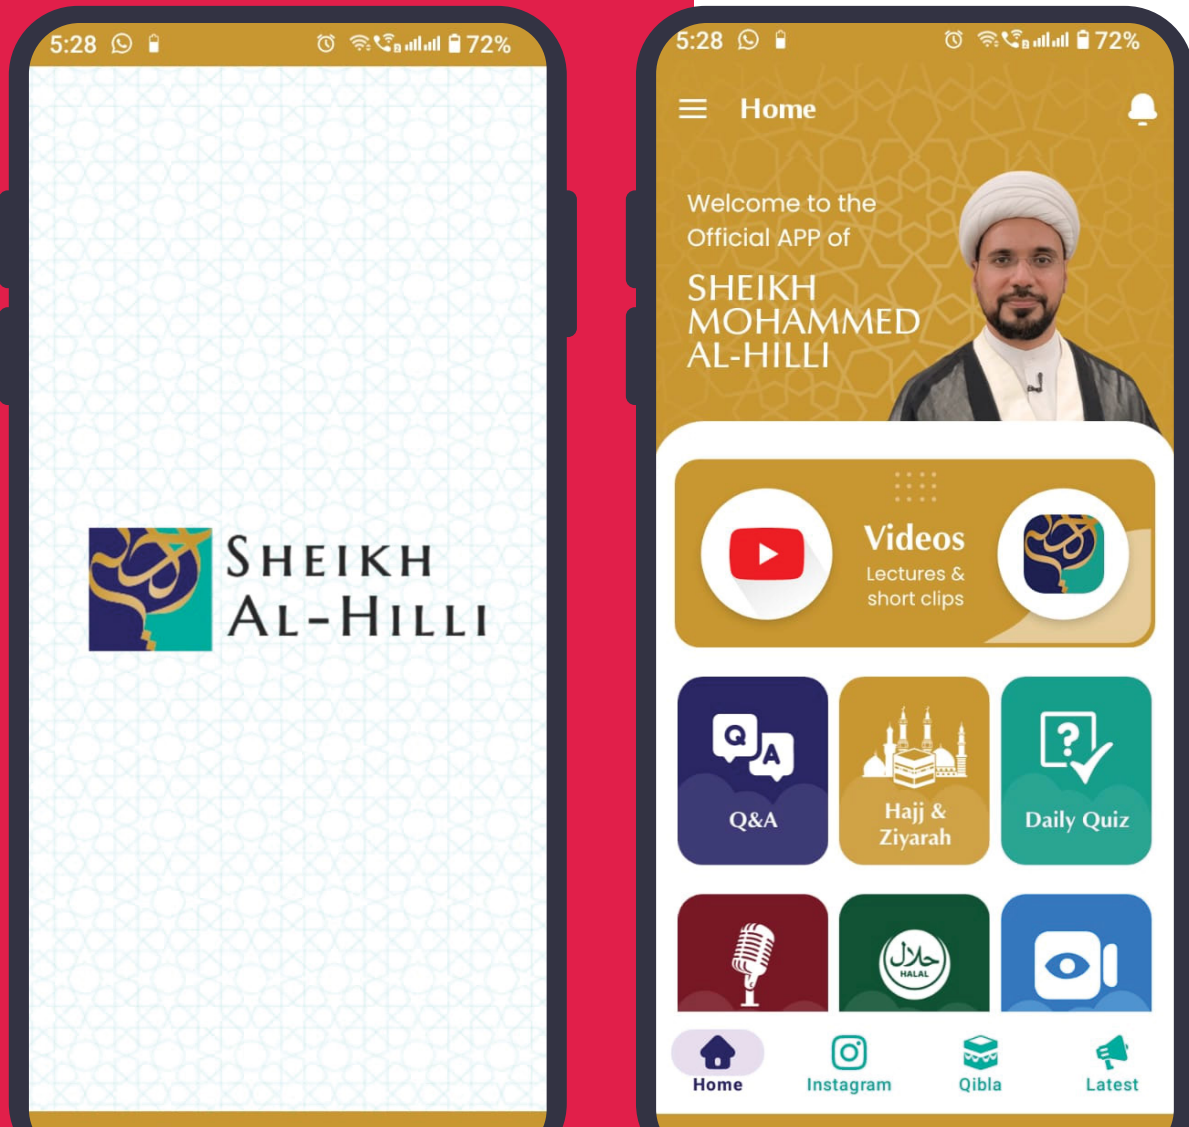 5:28
72%
SHEIKH
AL-HILLI
5:28
72%
Home
Welcome to the
Official APP of
SHEIKH
MOHAMMED
AL-HILLI
Videos
Lectures &
short clips
Q
A
Q&A
Hajj &
Ziyarah
?
Daily Quiz
حلال
HALAL
Home
Instagram
Qibla
Latest